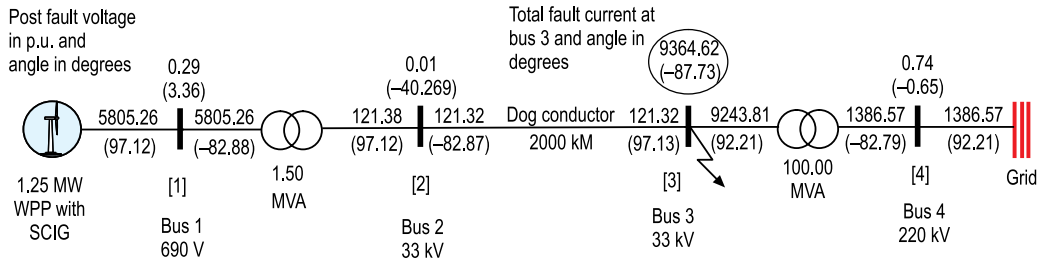 Post fault voltage
in p.u. and
angle in degrees
Total fault current at
bus 3 and angle in
degrees
9364.62
(–87.73)
0.29
(3.36)
0.01
(–40.269)
0.74
(–0.65)
5805.26
(97.12)
5805.26
(–82.88)
121.38
(97.12)
121.32
(–82.87)
Dog conductor
2000 kM
121.32
(97.13)
9243.81
(92.21)
1386.57
(–82.79)
1386.57
(92.21)
1.25 MW
WPP with
SCIG
[1]
Bus 1
690 V
1.50
MVA
[2]
Bus 2
33 kV
[3]
Bus 3
33 kV
100.00
MVA
[4]
Bus 4
220 kV
Grid